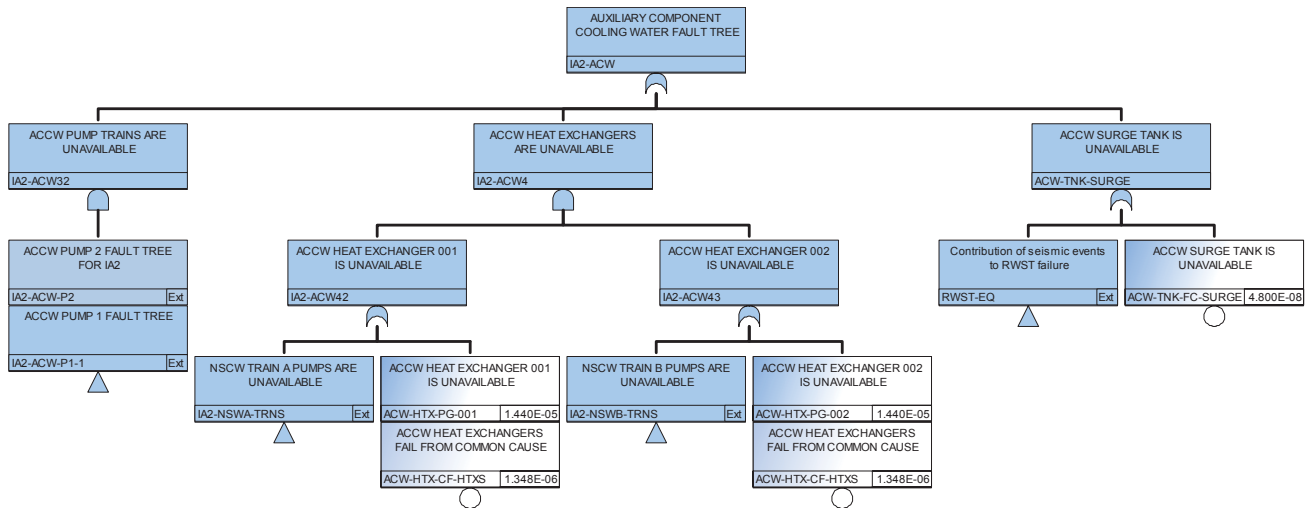 AUXILIARY COMPONENT
COOLING WATER FAULT TREE
IA2-ACW
ACCW PUMP TRAINS ARE
UNAVAILABLE
IA2-ACW32
ACCW HEAT EXCHANGERS
ARE UNAVAILABLE
IA2-ACW4
ACCW SURGE TANK IS
UNAVAILABLE
ACW-TNK-SURGE
ACCW PUMP 2 FAULT TREE
FOR IA2
IA2-ACW-P2 Ext
ACCW PUMP 1 FAULT TREE
IA2-ACW-P1-1 Ext
ACCW HEAT EXCHANGER 001
IS UNAVAILABLE
IA2-ACW42
ACCW HEAT EXCHANGER 002
IS UNAVAILABLE
IA2-ACW43
Contribution of seismic events
to RWST failure
RWST-EQ Ext
ACCW SURGE TANK IS
UNAVAILABLE
ACW-TNK-FC-SURGE 4.800E-08
NSCW TRAIN A PUMPS ARE
UNAVAILABLE
IA2-NSWA-TRNS Ext
ACCW HEAT EXCHANGER 001
IS UNAVAILABLE
ACW-HTX-PG-001 1.440E-05
ACCW HEAT EXCHANGERS
FAIL FROM COMMON CAUSE
ACW-HTX-CF-HTXS 1.348E-06
NSCW TRAIN B PUMPS ARE
UNAVAILABLE
IA2-NSWB-TRNS Ext
ACCW HEAT EXCHANGER 002
IS UNAVAILABLE
ACW-HTX-PG-002 1.440E-05
ACCW HEAT EXCHANGERS
FAIL FROM COMMON CAUSE
ACW-HTX-CF-HTXS 1.348E-06